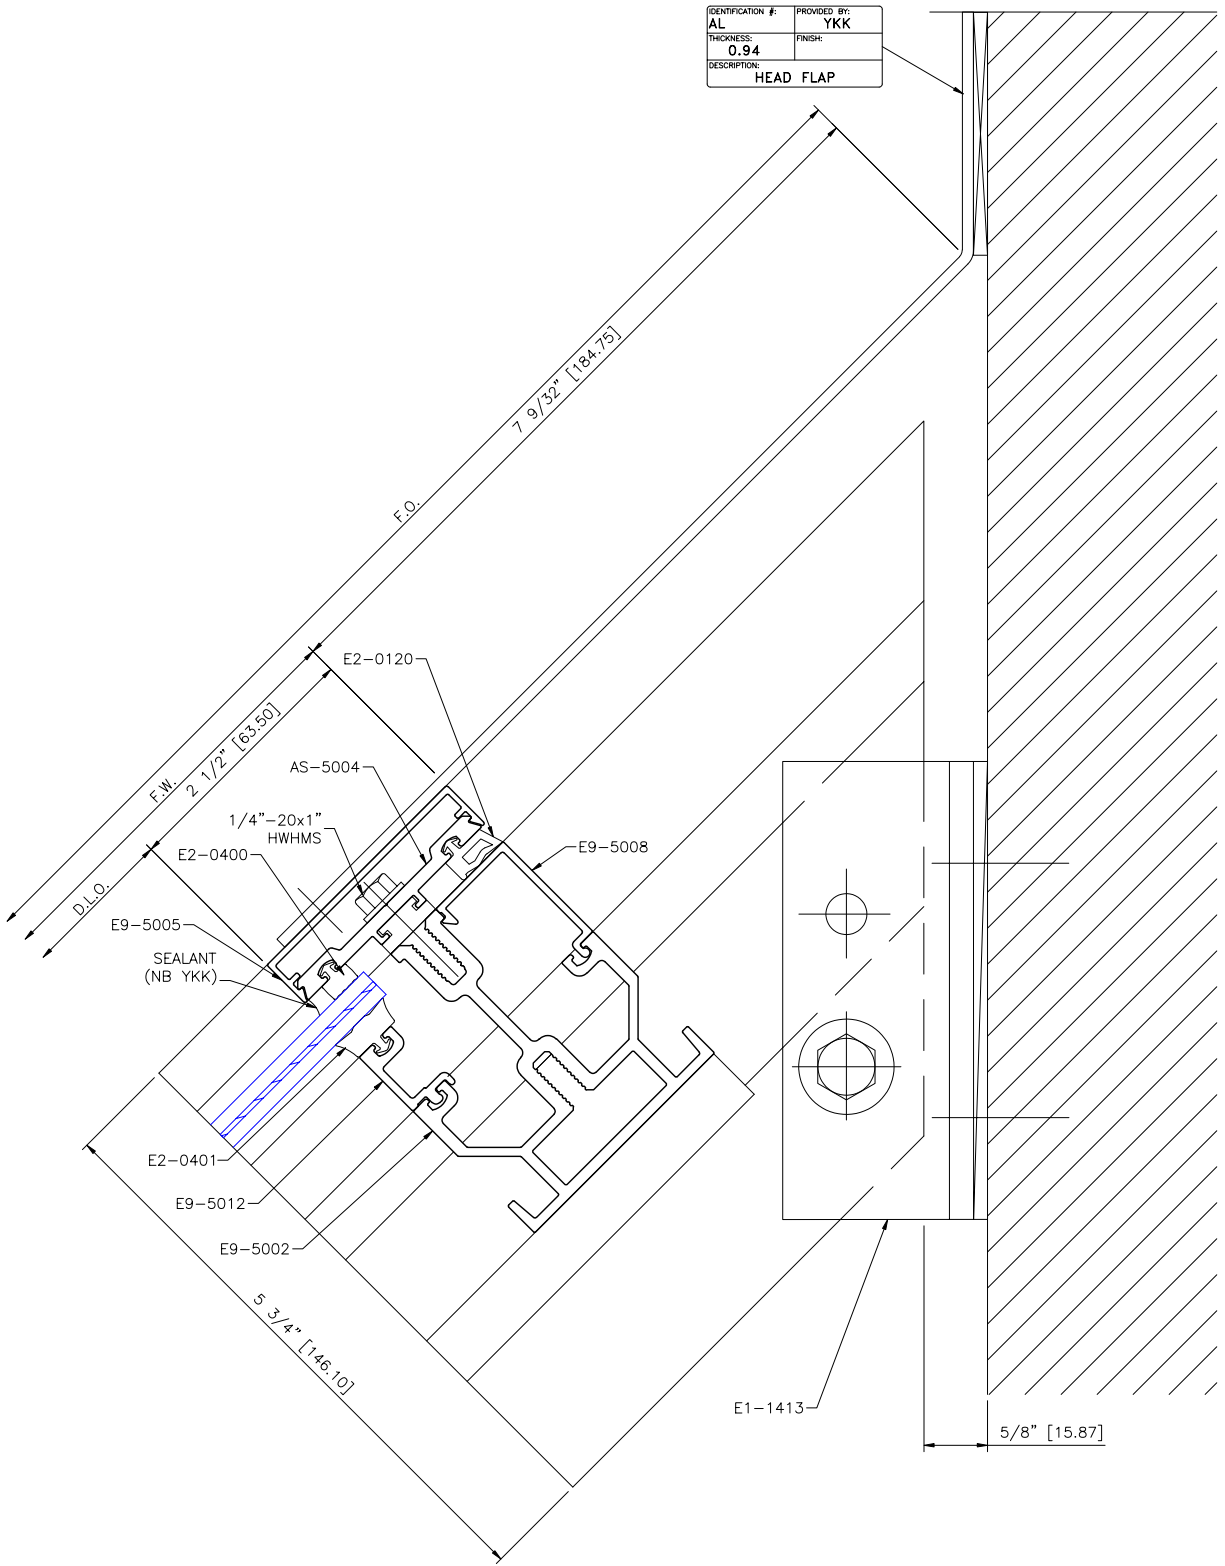 IDENTIFICATION #:
AL
PROVIDED BY:
YKK
THICKNESS:
0.94
FINISH:
DESCRIPTION:
HEAD FLAP
7 9/32" [184.75]
F.O.
E2-0120
2 1/2" [63.50]
F.W.
AS-5004
1/4"-20x1"
HWHMS
E9-5008
E2-0400
D.L.O.
E9-5005
SEALANT
(NB YKK)
E2-0401
E9-5012
E9-5002
5 3/4" [146.10]
E1-1413
5/8" [15.87]